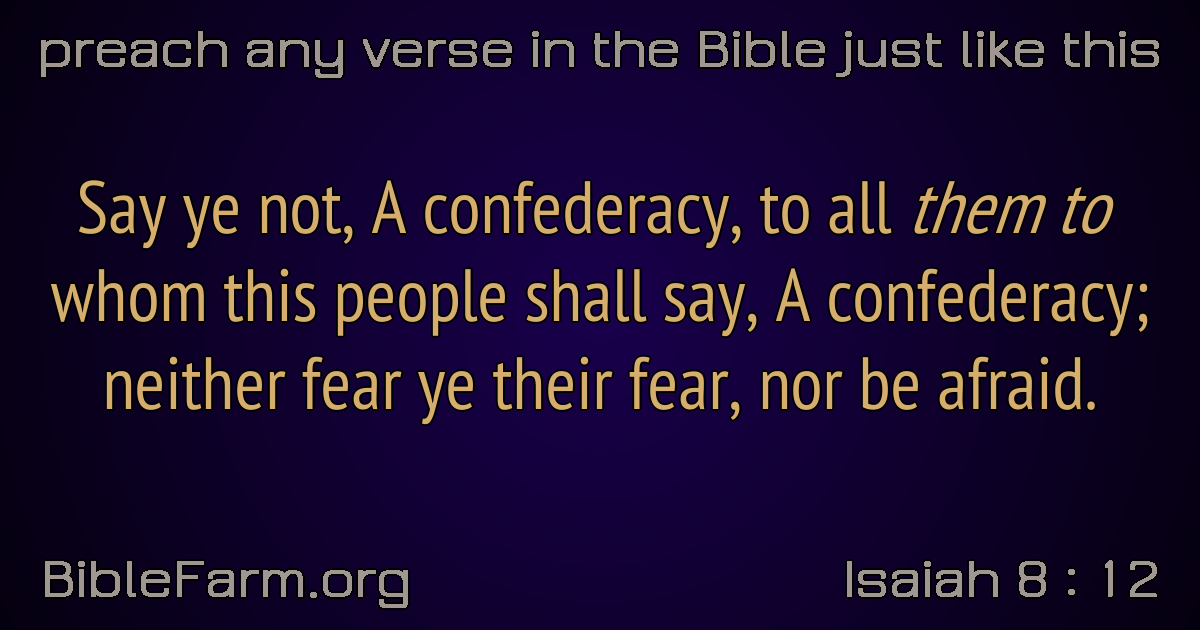 preach any verse in the Bible just like this
Say ye not, A confederacy, to all them to
whom this people shall say, A confederacy;
neither fear ye their fear, nor be afraid.
BibleFarm.org
Isaiah 8 : 12